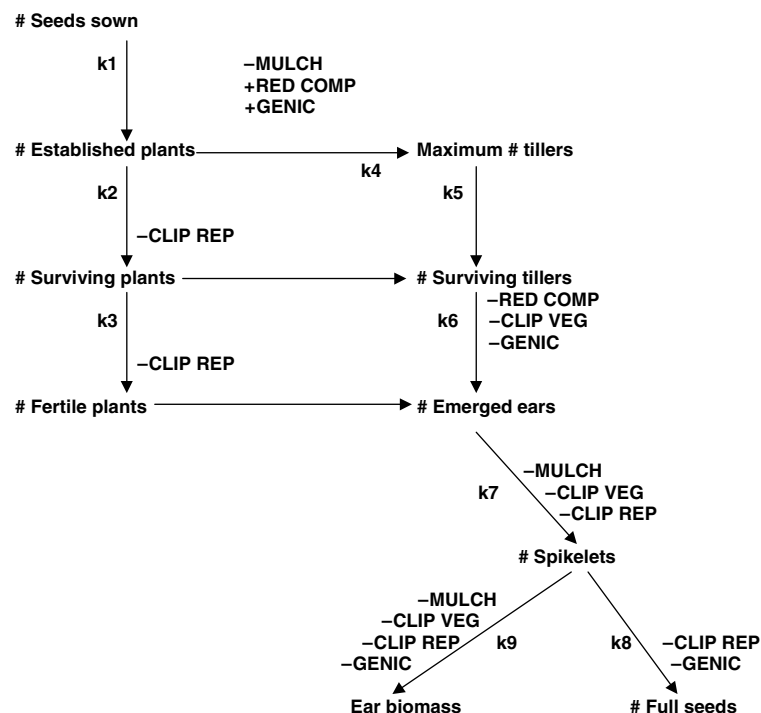 # Seeds sown
k1
–MULCH
+RED COMP
+GENIC
# Established plants
Maximum # tillers
k4
k2
k5
–CLIP REP
# Surviving plants
# Surviving tillers
k3
k6
–RED COMP
–CLIP VEG
–GENIC
–CLIP REP
# Fertile plants
# Emerged ears
k7
–MULCH
–CLIP VEG
–CLIP REP
# Spikelets
–MULCH
–CLIP VEG
–CLIP REP
–GENIC
k9
k8
–CLIP REP
–GENIC
Ear biomass
# Full seeds